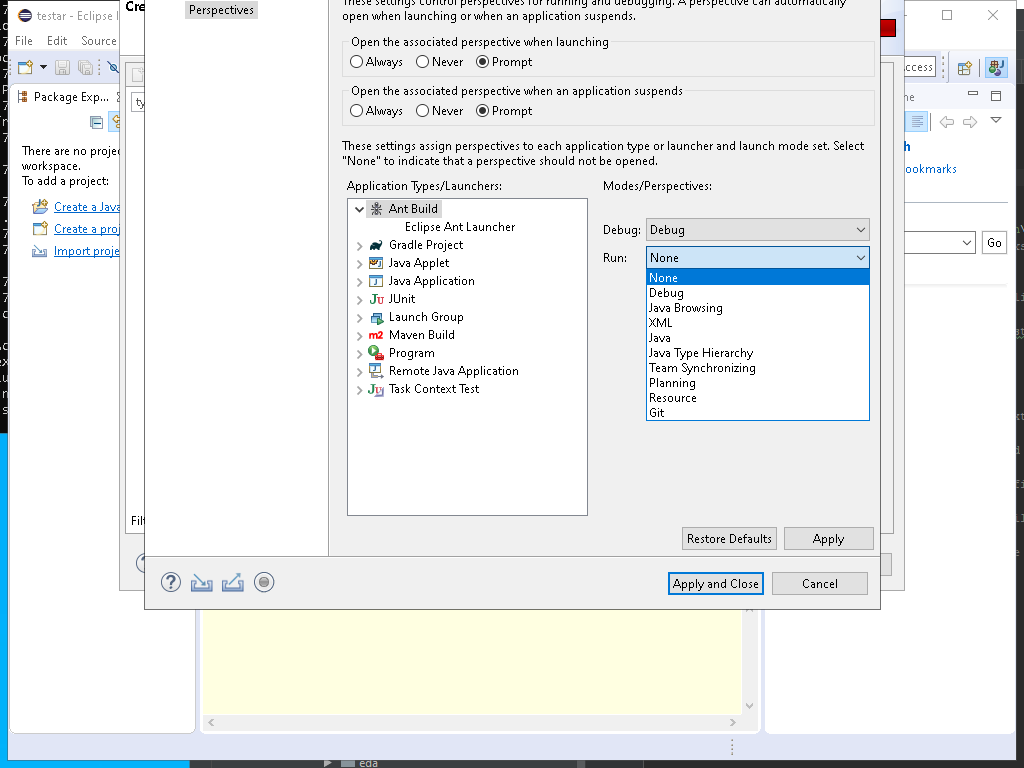 testar - Eclipse I
Cre
Perspectives
These settings control perspectives for running and debugging. A perspective can automatically
open when launching or when an application suspends.
File Edit Source
Open the associated perspective when launching
Always Never Prompt
Open the associated perspective when an application suspends
Always Never Prompt
Package Exp...
ty
ccess
ne
There are no proje
workspace.
To add a project:
Create a Java
Create a proj
Import proje
These settings assign perspectives to each application type or launcher and launch mode set. Select
"None" to indicate that a perspective should not be opened.
Application Types/Launchers:
Ant Build
Eclipse Ant Launcher
Gradle Project
Java Applet
Java Application
JUnit
Launch Group
Maven Build
Program
Remote Java Application
Task Context Test
Modes/Perspectives:
Debug: Debug
Run: None
None
Debug
Java Browsing
XML
Java
Java Type Hierarchy
Team Synchronizing
Planning
Resource
Git
h
ookmarks
Go
Filt
Restore Defaults Apply
Apply and Close Cancel
eda